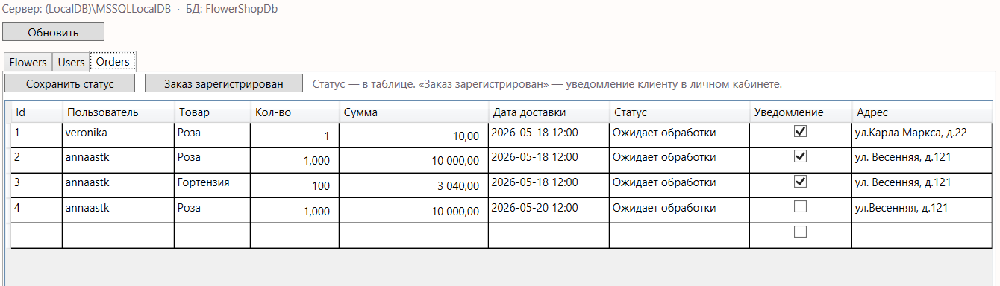 Сервер: (LocalDB)\MSSQLLocalDB · БД: FlowerShopDb
Обновить
Flowers Users Orders
Сохранить статус Заказ зарегистрирован Статус — в таблице. «Заказ зарегистрирован» — уведомление клиенту в личном кабинете.
Id Пользователь Товар Кол-во Сумма Дата доставки Статус Уведомление Адрес
1 veronika Роза 1 10,00 2026-05-18 12:00 Ожидает обработки ул.Карла Маркса, д.22
2 annaastk Роза 1,000 10 000,00 2026-05-18 12:00 Ожидает обработки ул. Весенняя, д.121
3 annaastk Гортензия 100 3 040,00 2026-05-18 12:00 Ожидает обработки ул. Весенняя, д.121
4 annaastk Роза 1,000 10 000,00 2026-05-20 12:00 Ожидает обработки ул.Весенняя, д.121